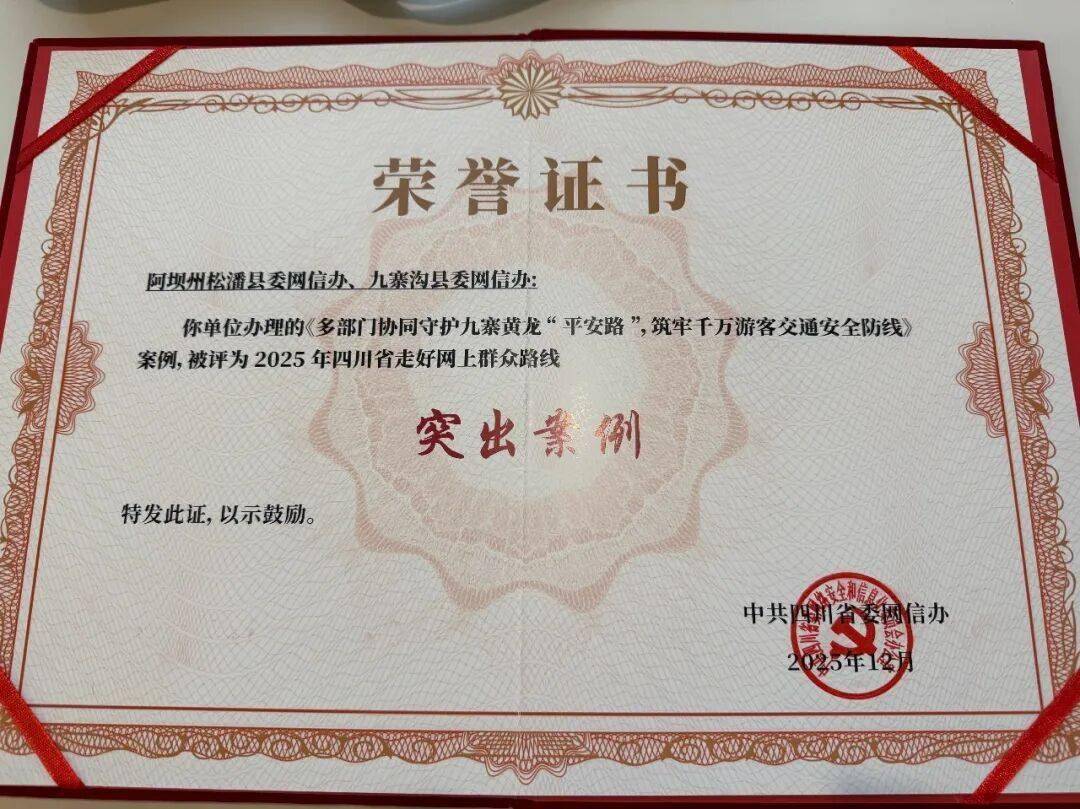 荣誉证书
阿坝州松潘县委网信办、九寨沟县委网信办:
你单位办理的《多部门协同守护九寨黄龙“平安路”,筑牢千万游客交通安全防线》
案例,被评为2025年四川省走好网上群众路线
突出案例
特发此证,以示鼓励。
中共四川省委网信办
2025年12月